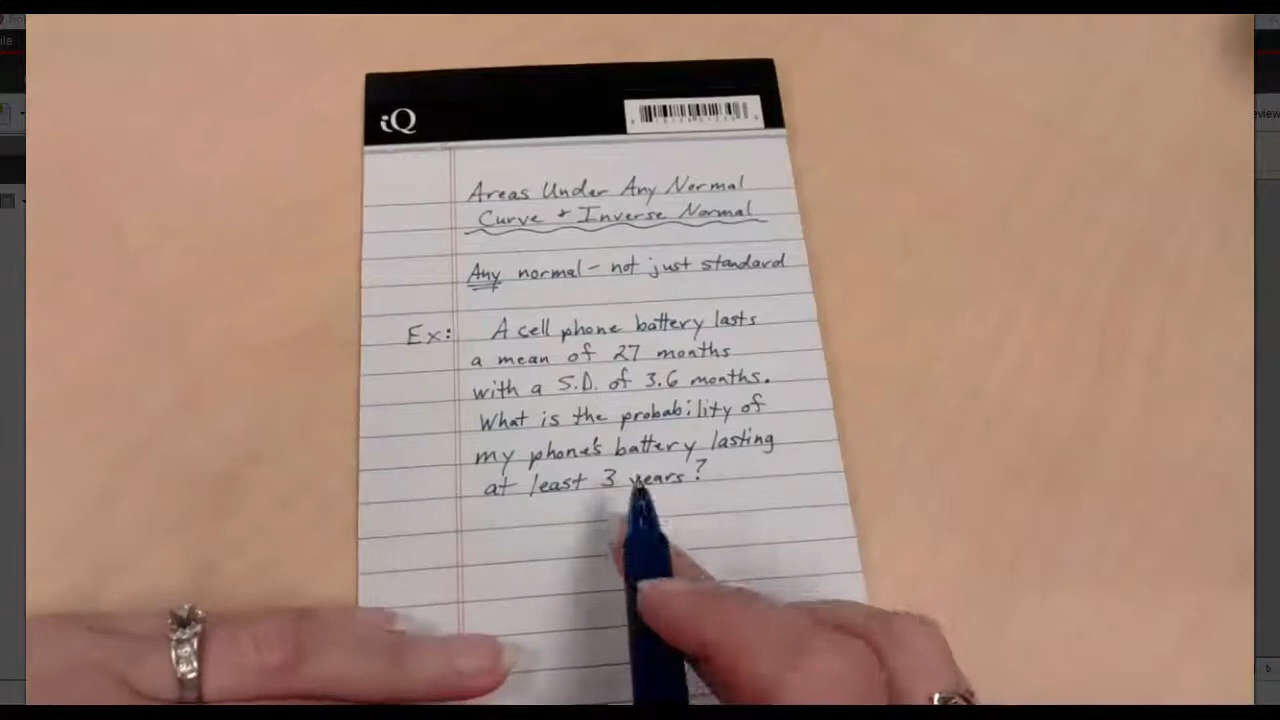 ile
eview
iQ
Areas Under Any Normal
Curve + Inverse Normal
Any normal - not just standard
Ex: A cell phone battery lasts
a mean of 27 months
with a S.D. of 3.6 months.
What is the probability of
my phone's battery lasting
at least 3 years?